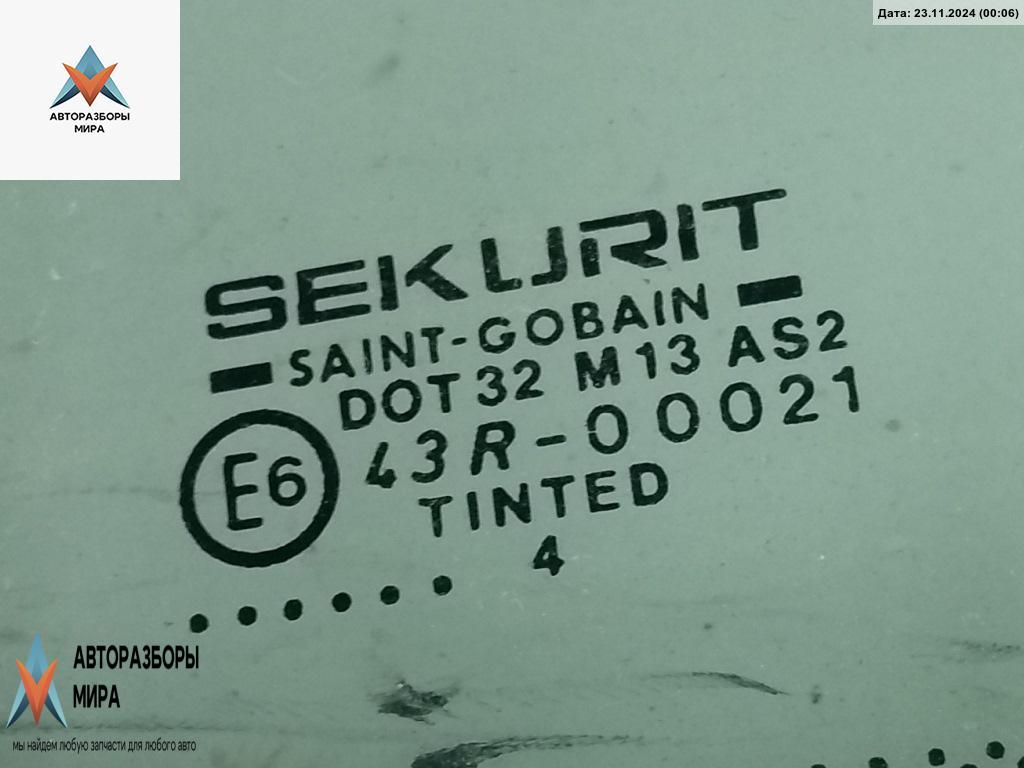 Дата: 23.11.2024 (00:06)
АВТОРАЗБОРЫ
МИРА
SEKURIT
SAINT-GOBAIN
DOT 32 M 13 AS2
E6
43R-00021
TINTED
4
АВТОРАЗБОРЫ
МИРА
мы найдем любую запчасти для любого авто